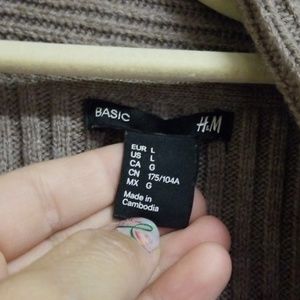 BASIC
H&M
EUR L
US L
CA G
CN 175/104A
MX G
Made in
Cambodia